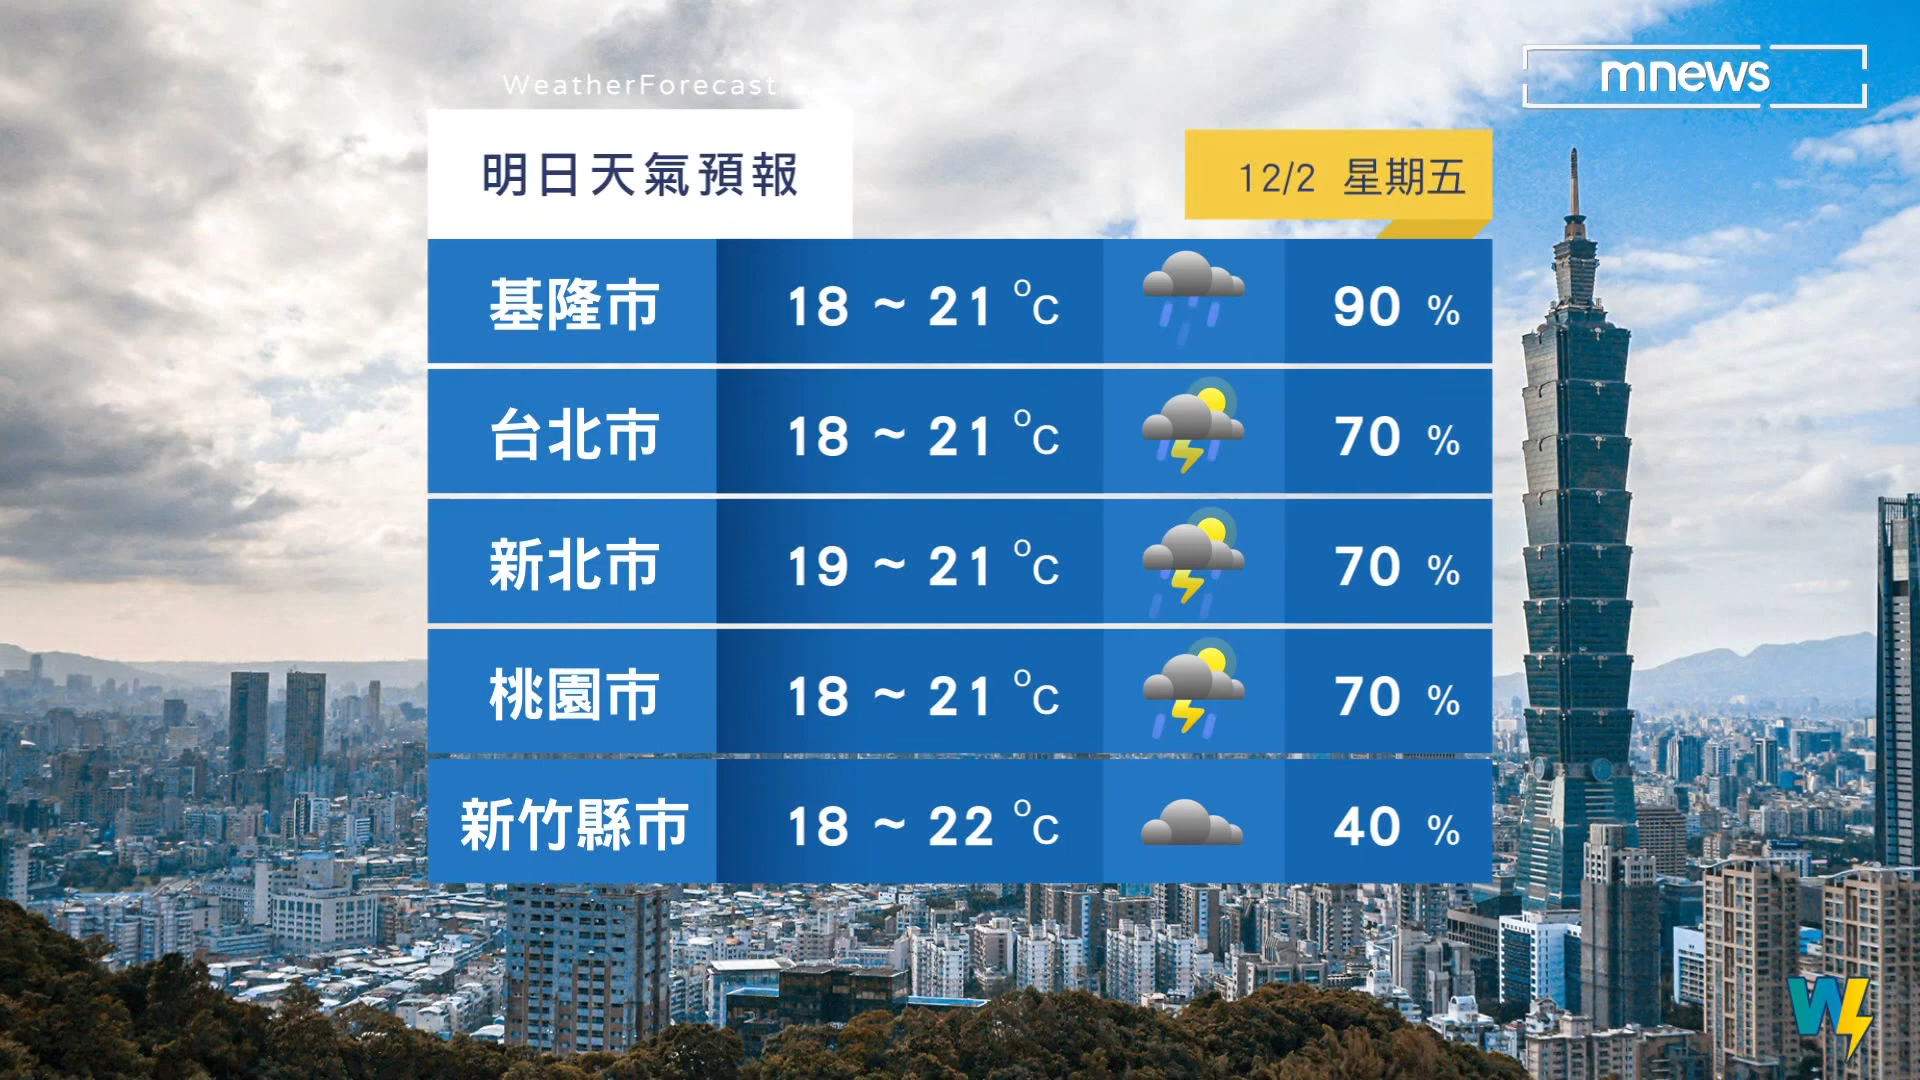 WeatherForecast
mnews
明日天氣預報
12/2 星期五
基隆市 18 ~ 21 °C 90 %
台北市 18 ~ 21 °C 70 %
新北市 19 ~ 21 °C 70 %
桃園市 18 ~ 21 °C 70 %
新竹縣市 18 ~ 22 °C 40 %
W